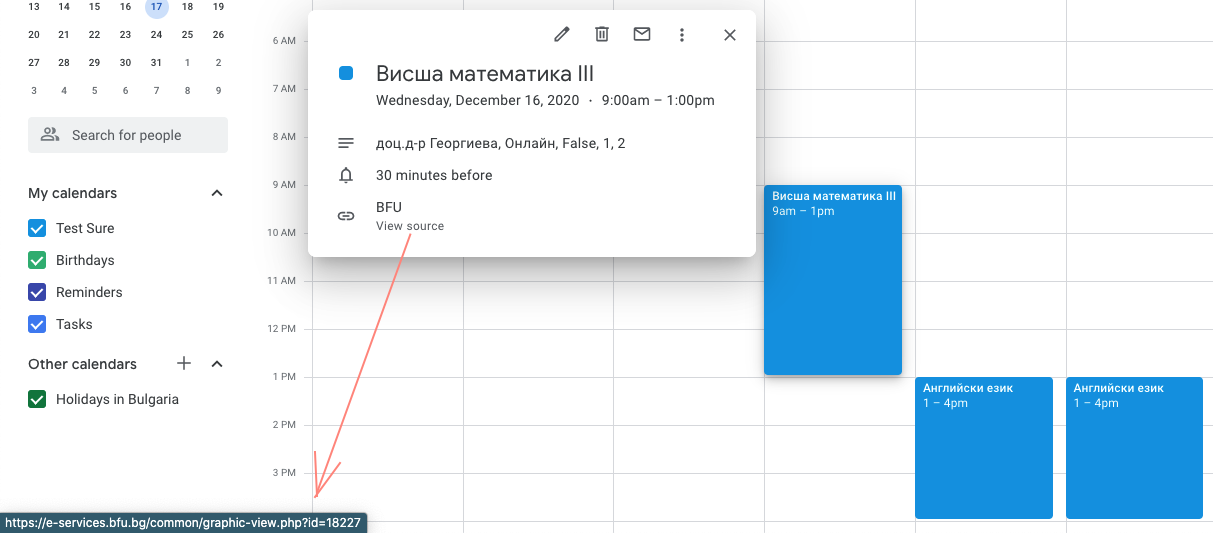 13 14 15 16 17 18 19
20 21 22 23 24 25 26
27 28 29 30 31 1 2
3 4 5 6 7 8 9
Search for people
My calendars
Test Sure
Birthdays
Reminders
Tasks
Other calendars
Holidays in Bulgaria
6 AM
7 AM
8 AM
9 AM
10 AM
11 AM
12 PM
1 PM
2 PM
3 PM
Висша математика III
Wednesday, December 16, 2020 · 9:00am – 1:00pm
доц.д-р Георгиева, Онлайн, False, 1, 2
30 minutes before
BFU
View source
Висша математика III
9am – 1pm
Английски език
1 – 4pm
Английски език
1 – 4pm
https://e-services.bfu.bg/common/graphic-view.php?id=18227